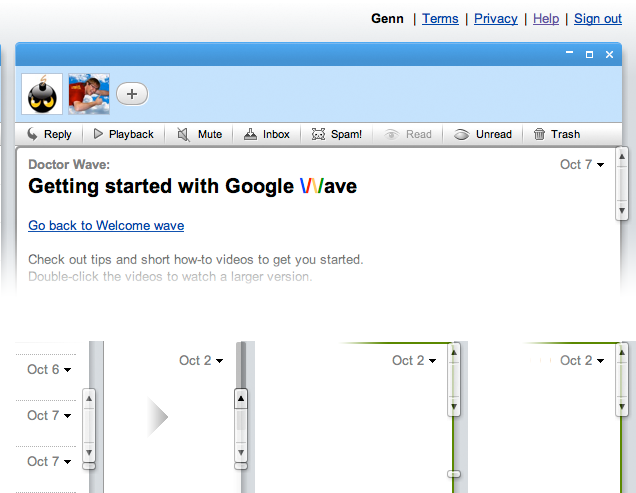 Genn | Terms | Privacy | Help | Sign out
Reply Playback Mute Inbox Spam! Read Unread Trash
Doctor Wave: Oct 7
Getting started with Google Wave
Go back to Welcome wave
Check out tips and short how-to videos to get you started.
Double-click the videos to watch a larger version.
Oct 6 Oct 2 Oct 2 Oct 2
Oct 7
Oct 7